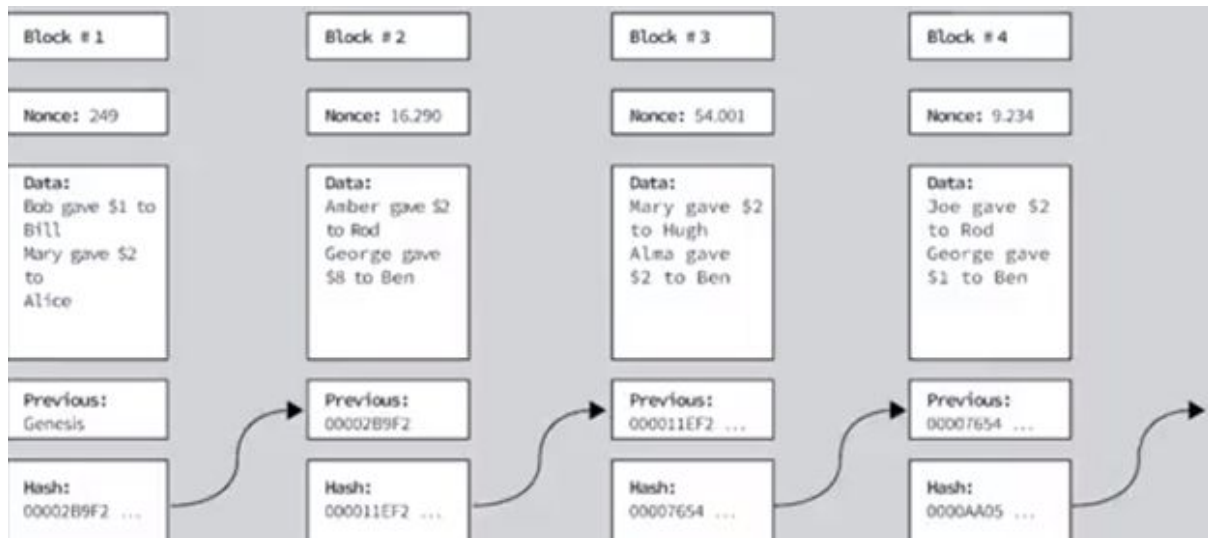 Block #1
Nonce: 249
Data:
Bob gave $1 to
Bill
Mary gave $2
to
Alice
Previous:
Genesis
Hash:
00002B9F2 ...
Block #2
Nonce: 16.290
Data:
Amber gave $2
to Rod
George gave
$8 to Ben
Previous:
00002B9F2
Hash:
000011EF2 ...
Block #3
Nonce: 54.001
Data:
Mary gave $2
to Hugh
Alma gave
$2 to Ben
Previous:
000011EF2 ...
Hash:
00007654 ...
Block #4
Nonce: 9.234
Data:
Joe gave $2
to Rod
George gave
$1 to Ben
Previous:
00007654 ...
Hash:
0000AA05 ...